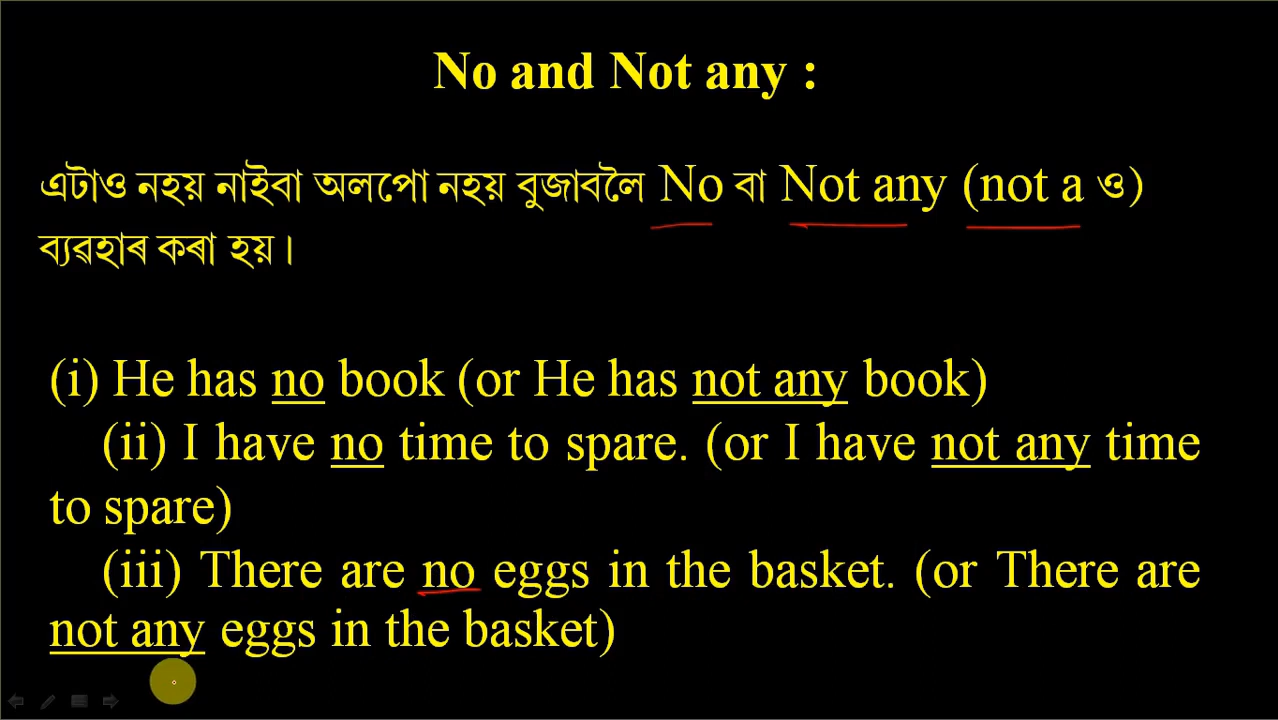 No and Not any :
এটাও নহয় নাইবা অলপো নহয় বুজাবলৈ No বা Not any (not a ও)
ব্যৱহাৰ কৰা হয়।
(i) He has no book (or He has not any book)
(ii) I have no time to spare. (or I have not any time
to spare)
(iii) There are no eggs in the basket. (or There are
not any eggs in the basket)